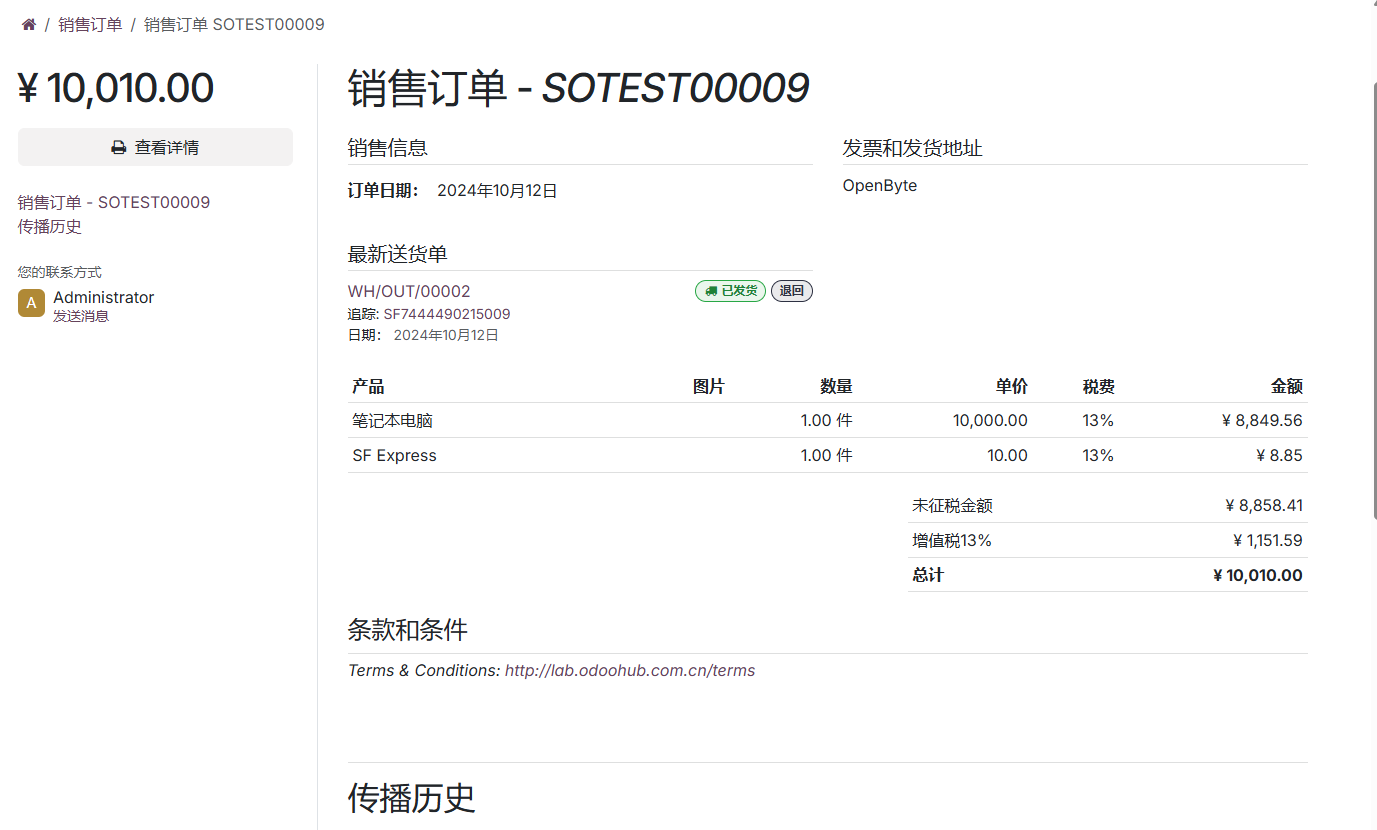 / 销售订单 / 销售订单 SOTEST00009
¥ 10,010.00
查看详情
销售订单 - SOTEST00009
传播历史
您的联系方式
A
Administrator
发送消息
销售订单 - SOTEST00009
销售信息
订单日期： 2024年10月12日
发票和发货地址
OpenByte
最新送货单
WH/OUT/00002 已发货 退回
追踪: SF7444490215009
日期： 2024年10月12日
产品 图片 数量 单价 税费 金额
笔记本电脑 1.00 件 10,000.00 13% ¥ 8,849.56
SF Express 1.00 件 10.00 13% ¥ 8.85
未征税金额 ¥ 8,858.41
增值税13% ¥ 1,151.59
总计 ¥ 10,010.00
条款和条件
Terms & Conditions: http://lab.odoohub.com.cn/terms
传播历史